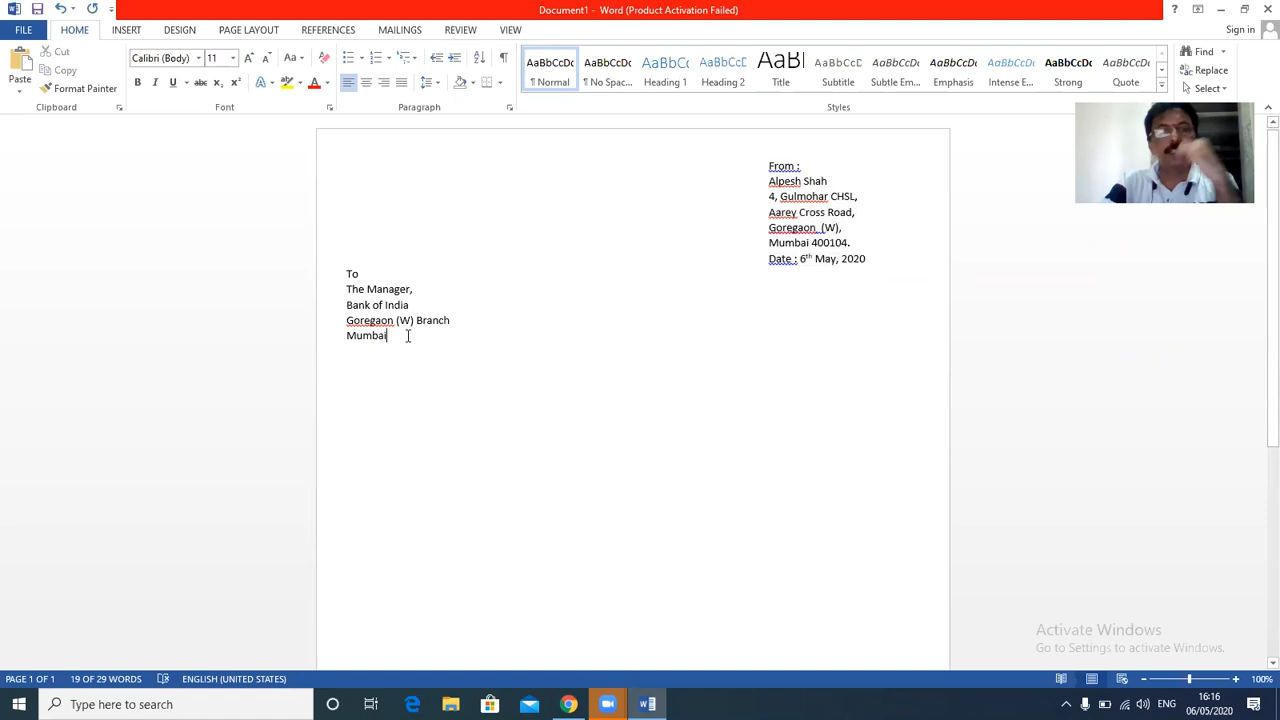 Document1 - Word (Product Activation Failed)
FILE HOME INSERT DESIGN PAGE LAYOUT REFERENCES MAILINGS REVIEW VIEW Sign in
Paste
Cut
Copy
Format Painter
Calibri (Body) 11
AaBbCcDc AaBbCcDc AaBbCc AaBbCc AaBl AaBbCcC AaBbCcDc AaBbCcDc AaBbCcDc AaBbCcDc AaBbCcDc
¶ Normal ¶ No Spac... Heading 1 Heading 2 Title Subtitle Subtle Em... Emphasis Intense E... Strong Quote
Find
Replace
Select
Clipboard Font Paragraph Styles
From :
Alpesh Shah
4, Gulmohar CHSL,
Aarey Cross Road,
Goregaon (W),
Mumbai 400104.
Date : 6th May, 2020
To
The Manager,
Bank of India
Goregaon (W) Branch
Mumbai
Activate Windows
Go to Settings to activate Windows.
PAGE 1 OF 1 19 OF 29 WORDS ENGLISH (UNITED STATES) 100%
Type here to search
ENG
16:16
06/05/2020